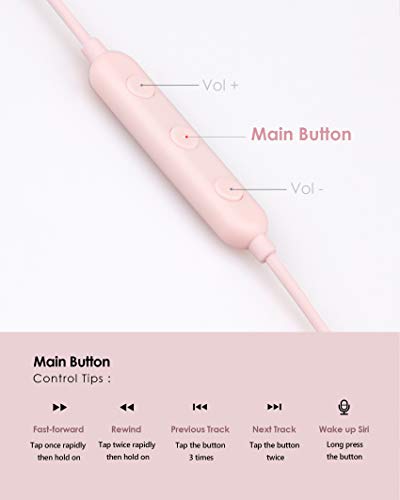 Vol +
Main Button
Vol -
Main Button
Control Tips :
Fast-forward
Tap once rapidly
then hold on
Rewind
Tap twice rapidly
then hold on
Previous Track
Tap the button
3 times
Next Track
Tap the button
twice
Wake up Siri
Long press
the button